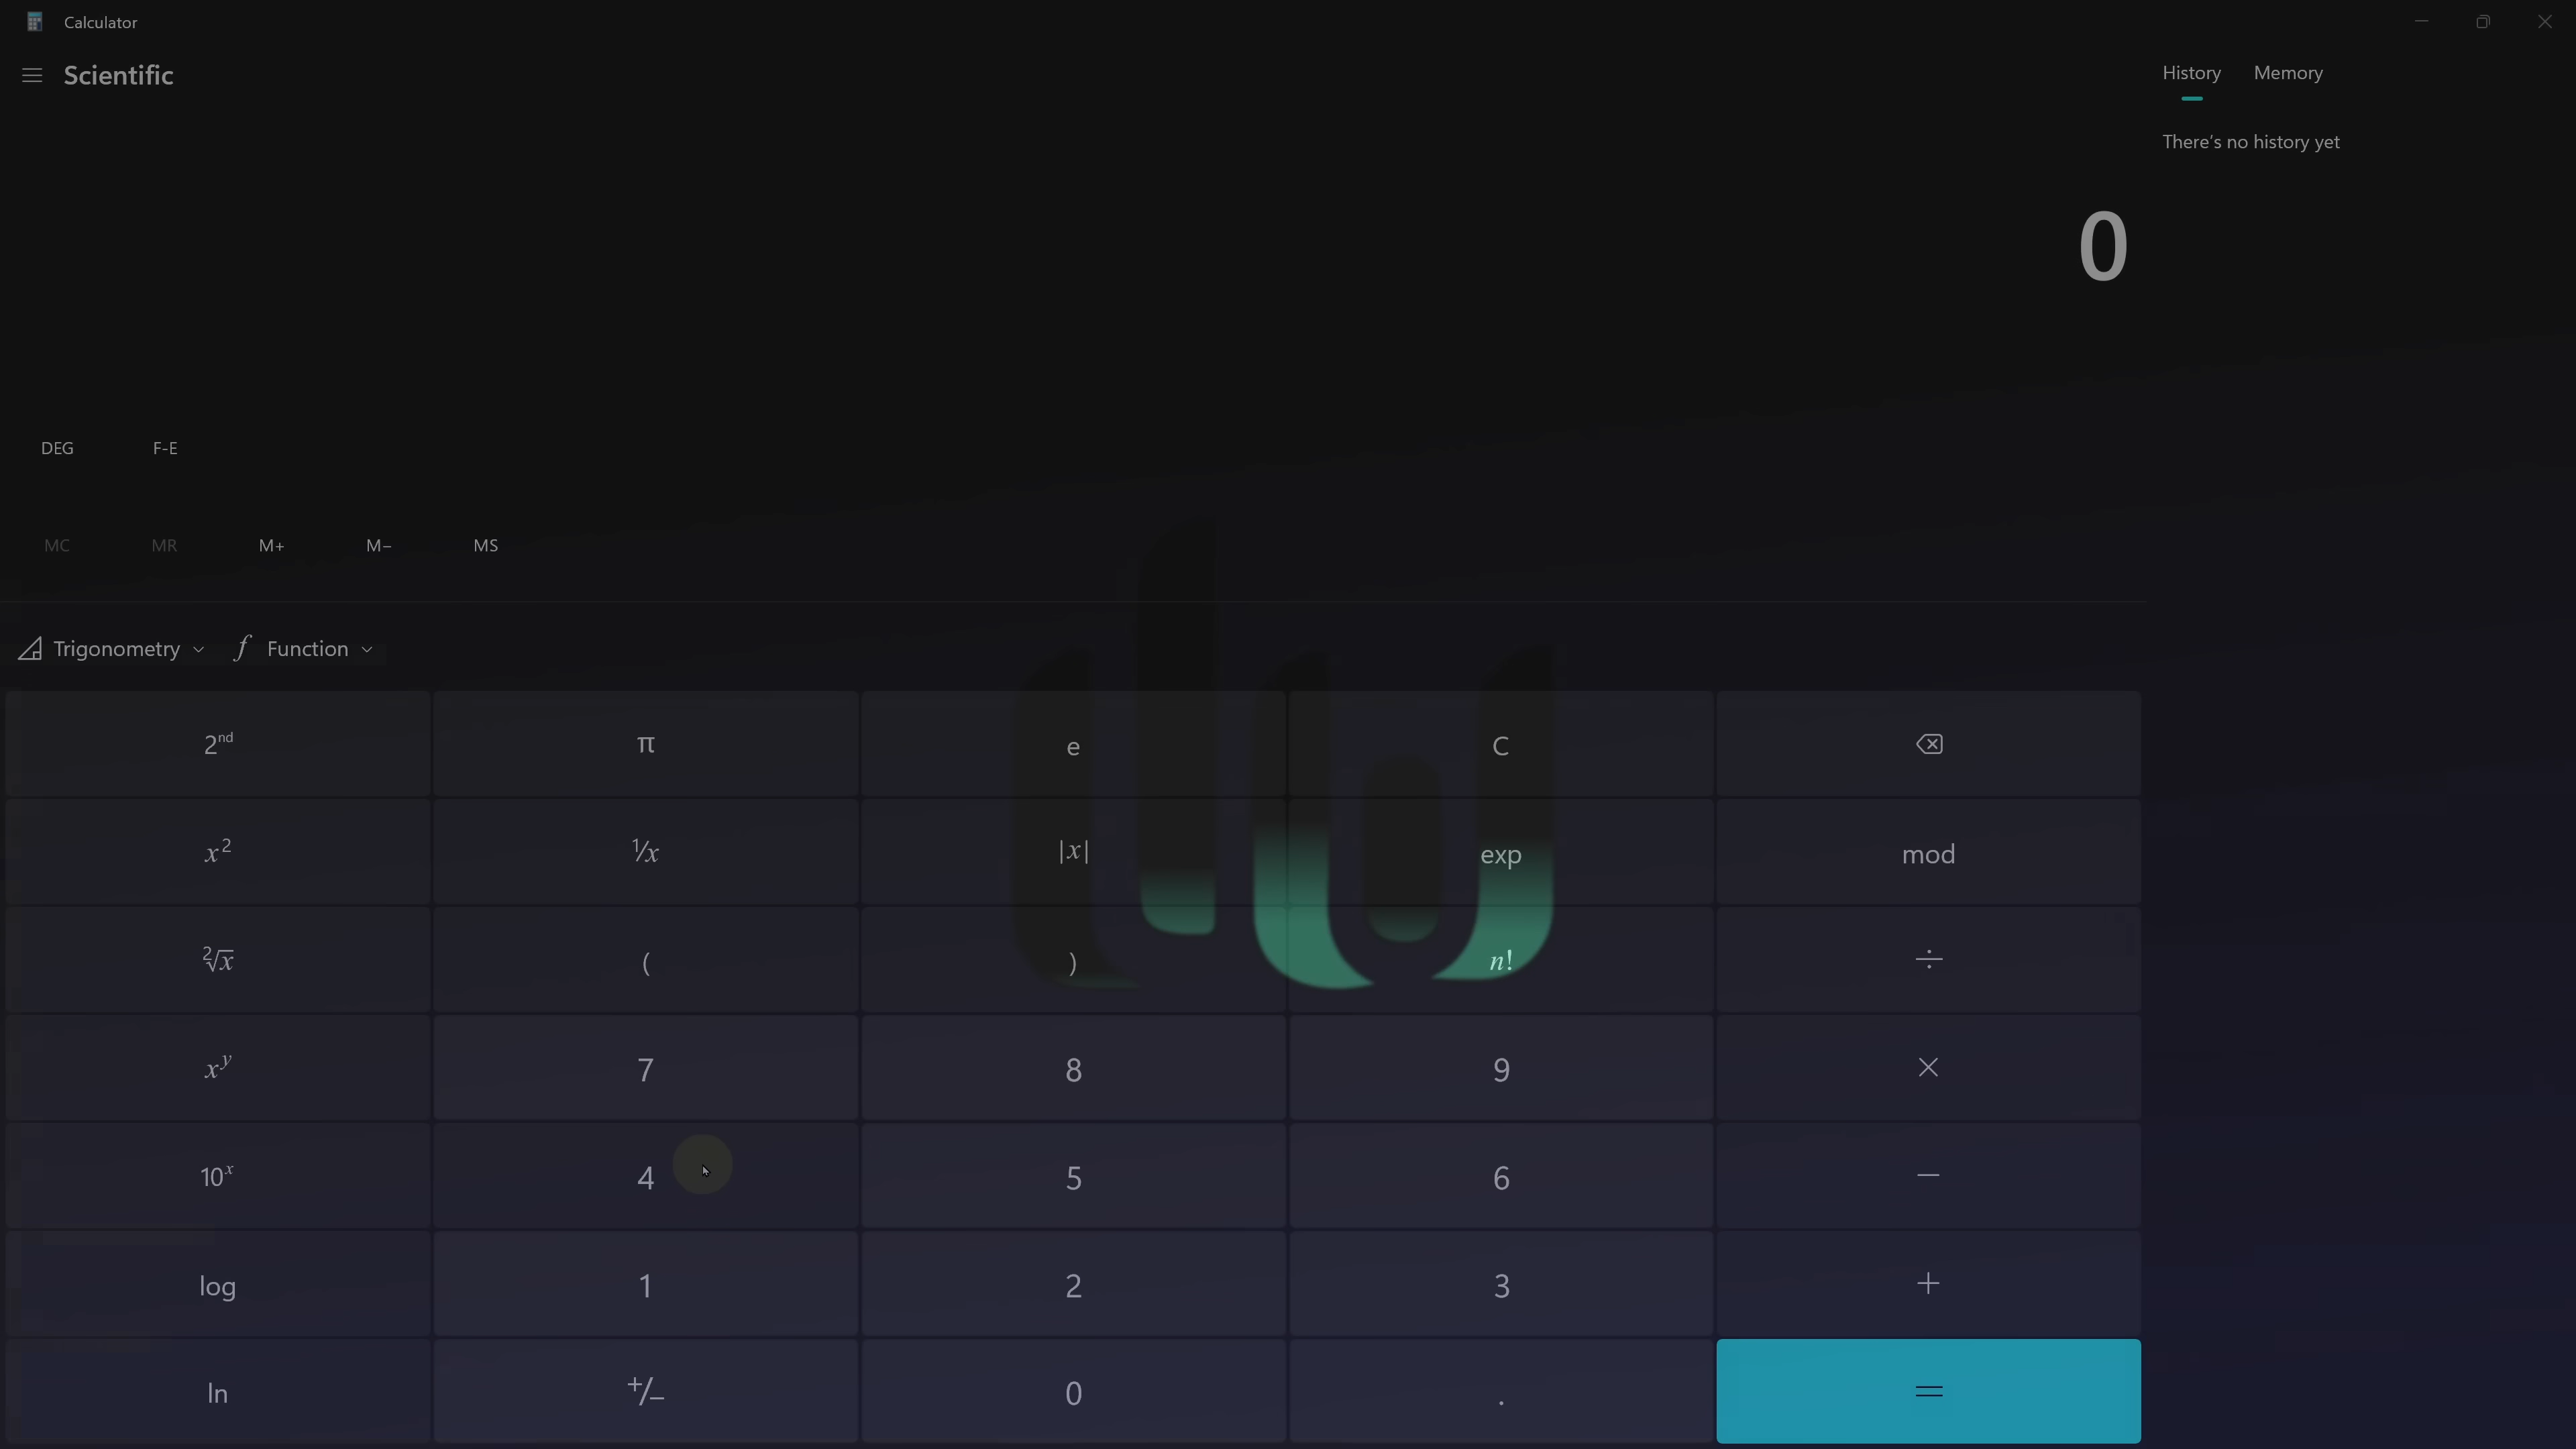 Calculator
Scientific
History Memory
There's no history yet
0
DEG F-E
MC MR M+ M− MS
Trigonometry f Function
2nd π e C
x2 1/x |x| exp mod
2√x ( ) n! ÷
xy 7 8 9 ×
10x 4 5 6 −
log 1 2 3 +
ln +/− 0 . =